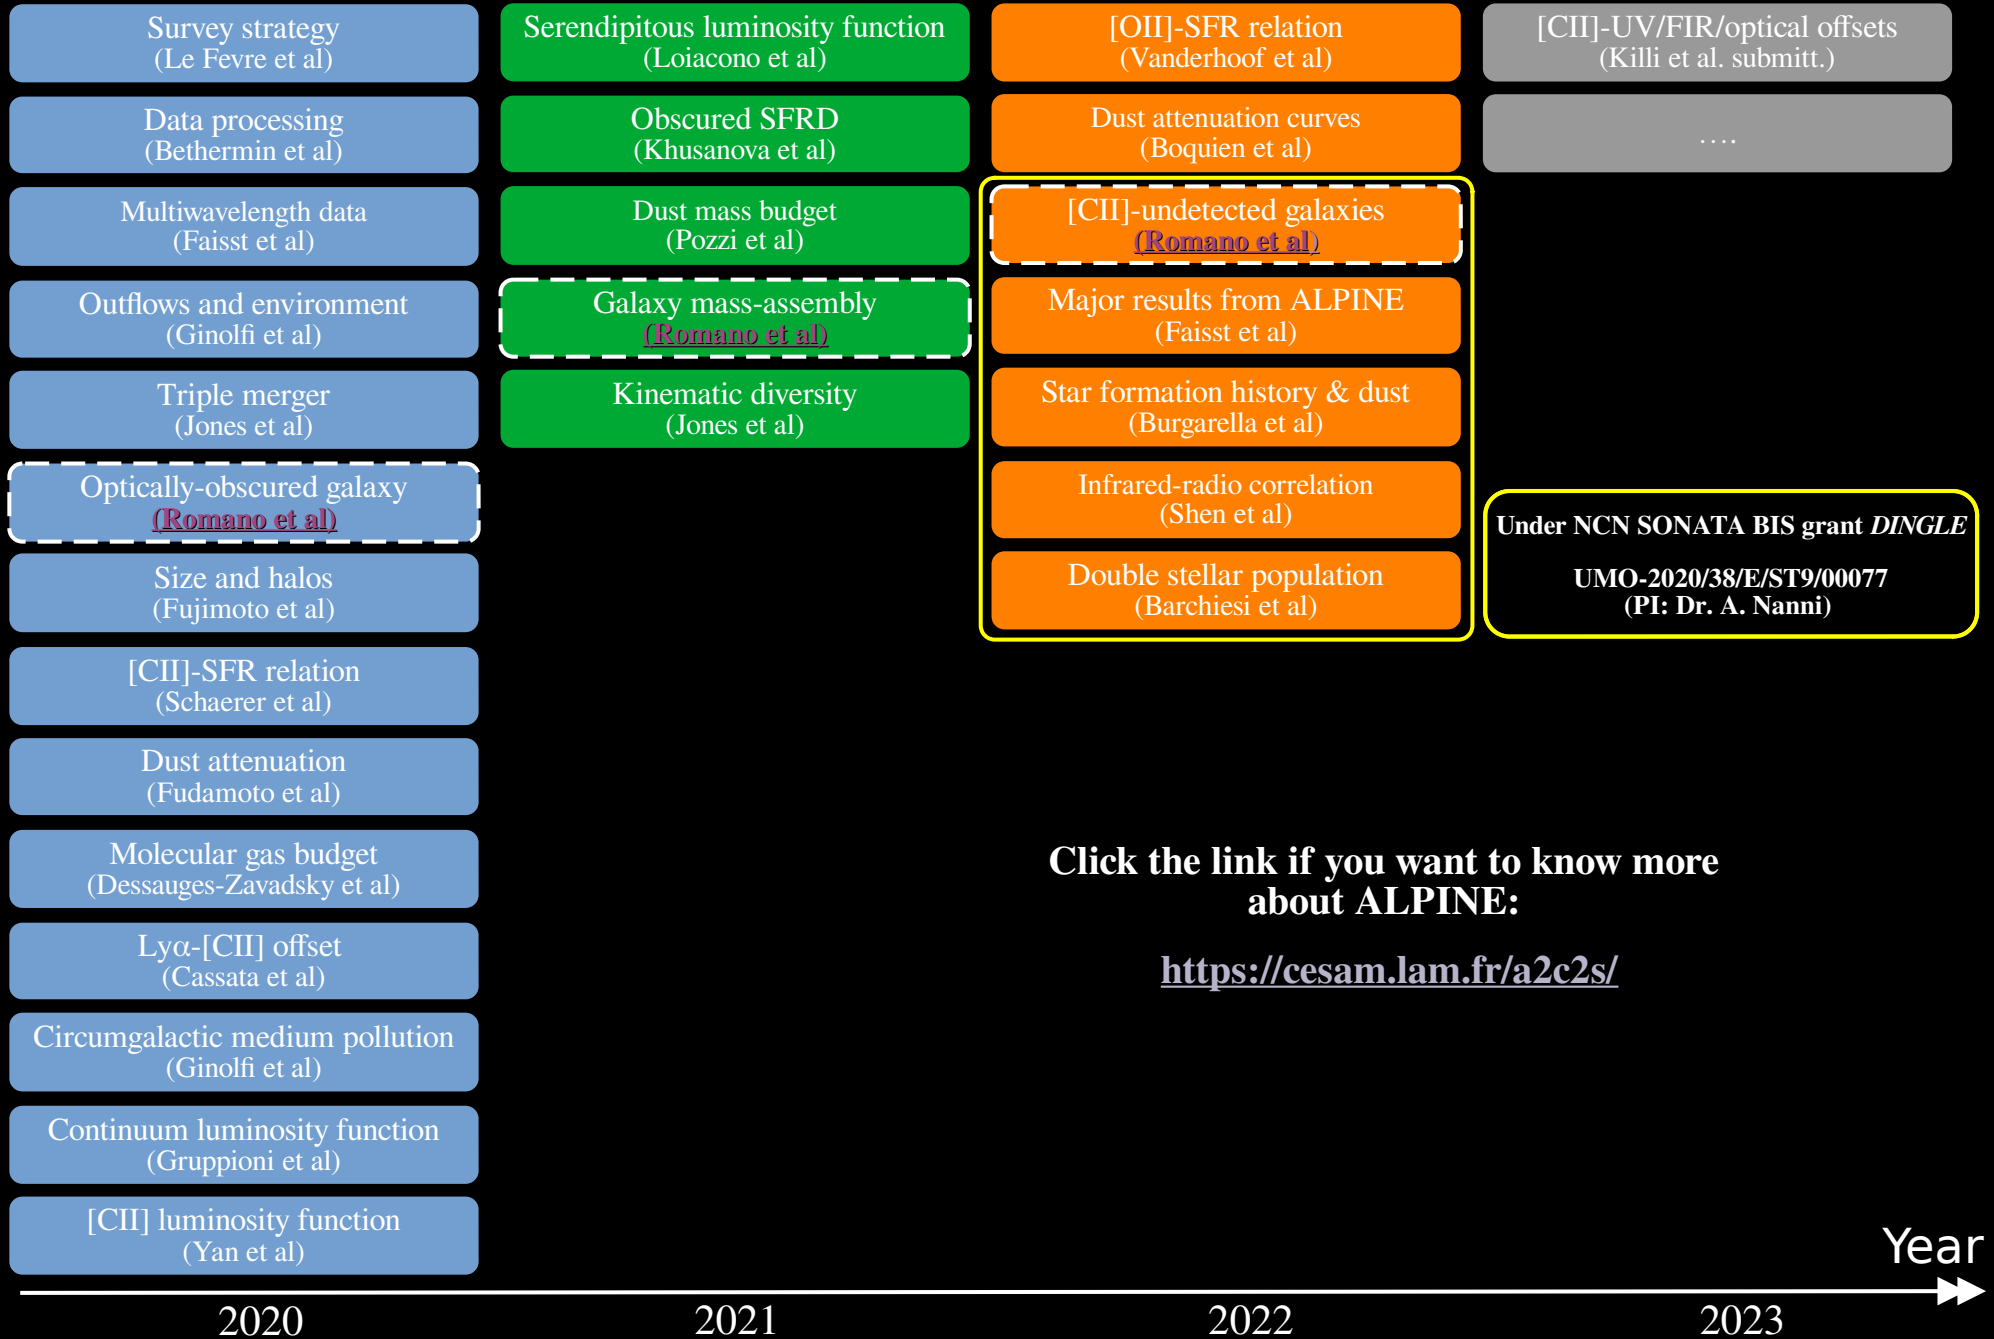 Survey strategy
(Le Fevre et al)
Data processing
(Bethermin et al)
Multiwavelength data
(Faisst et al)
Outflows and environment
(Ginolfi et al)
Triple merger
(Jones et al)
Optically-obscured galaxy
(Romano et al)
Size and halos
(Fujimoto et al)
[CII]-SFR relation
(Schaerer et al)
Dust attenuation
(Fudamoto et al)
Molecular gas budget
(Dessauges-Zavadsky et al)
Lyα-[CII] offset
(Cassata et al)
Circumgalactic medium pollution
(Ginolfi et al)
Continuum luminosity function
(Gruppioni et al)
[CII] luminosity function
(Yan et al)
Serendipitous luminosity function
(Loiacono et al)
Obscured SFRD
(Khusanova et al)
Dust mass budget
(Pozzi et al)
Galaxy mass-assembly
(Romano et al)
Kinematic diversity
(Jones et al)
[OII]-SFR relation
(Vanderhoof et al)
Dust attenuation curves
(Boquien et al)
[CII]-undetected galaxies
(Romano et al)
Major results from ALPINE
(Faisst et al)
Star formation history & dust
(Burgarella et al)
Infrared-radio correlation
(Shen et al)
Double stellar population
(Barchiesi et al)
[CII]-UV/FIR/optical offsets
(Killi et al. submitt.)
….
Under NCN SONATA BIS grant DINGLE
UMO-2020/38/E/ST9/00077
(PI: Dr. A. Nanni)
Click the link if you want to know more
about ALPINE:
https://cesam.lam.fr/a2c2s/
Year
2020
2021
2022
2023